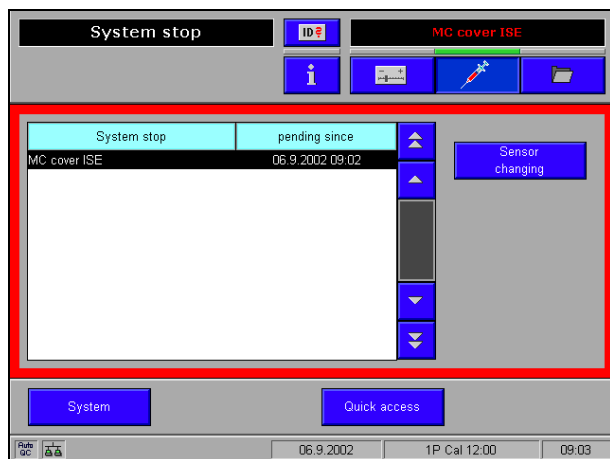 System stop
ID?
MC cover ISE
i
System stop
pending since
MC cover ISE
06.9.2002 09:02
Sensor
changing
System
Quick access
Auto
QC
06.9.2002
1P Cal 12:00
09:03